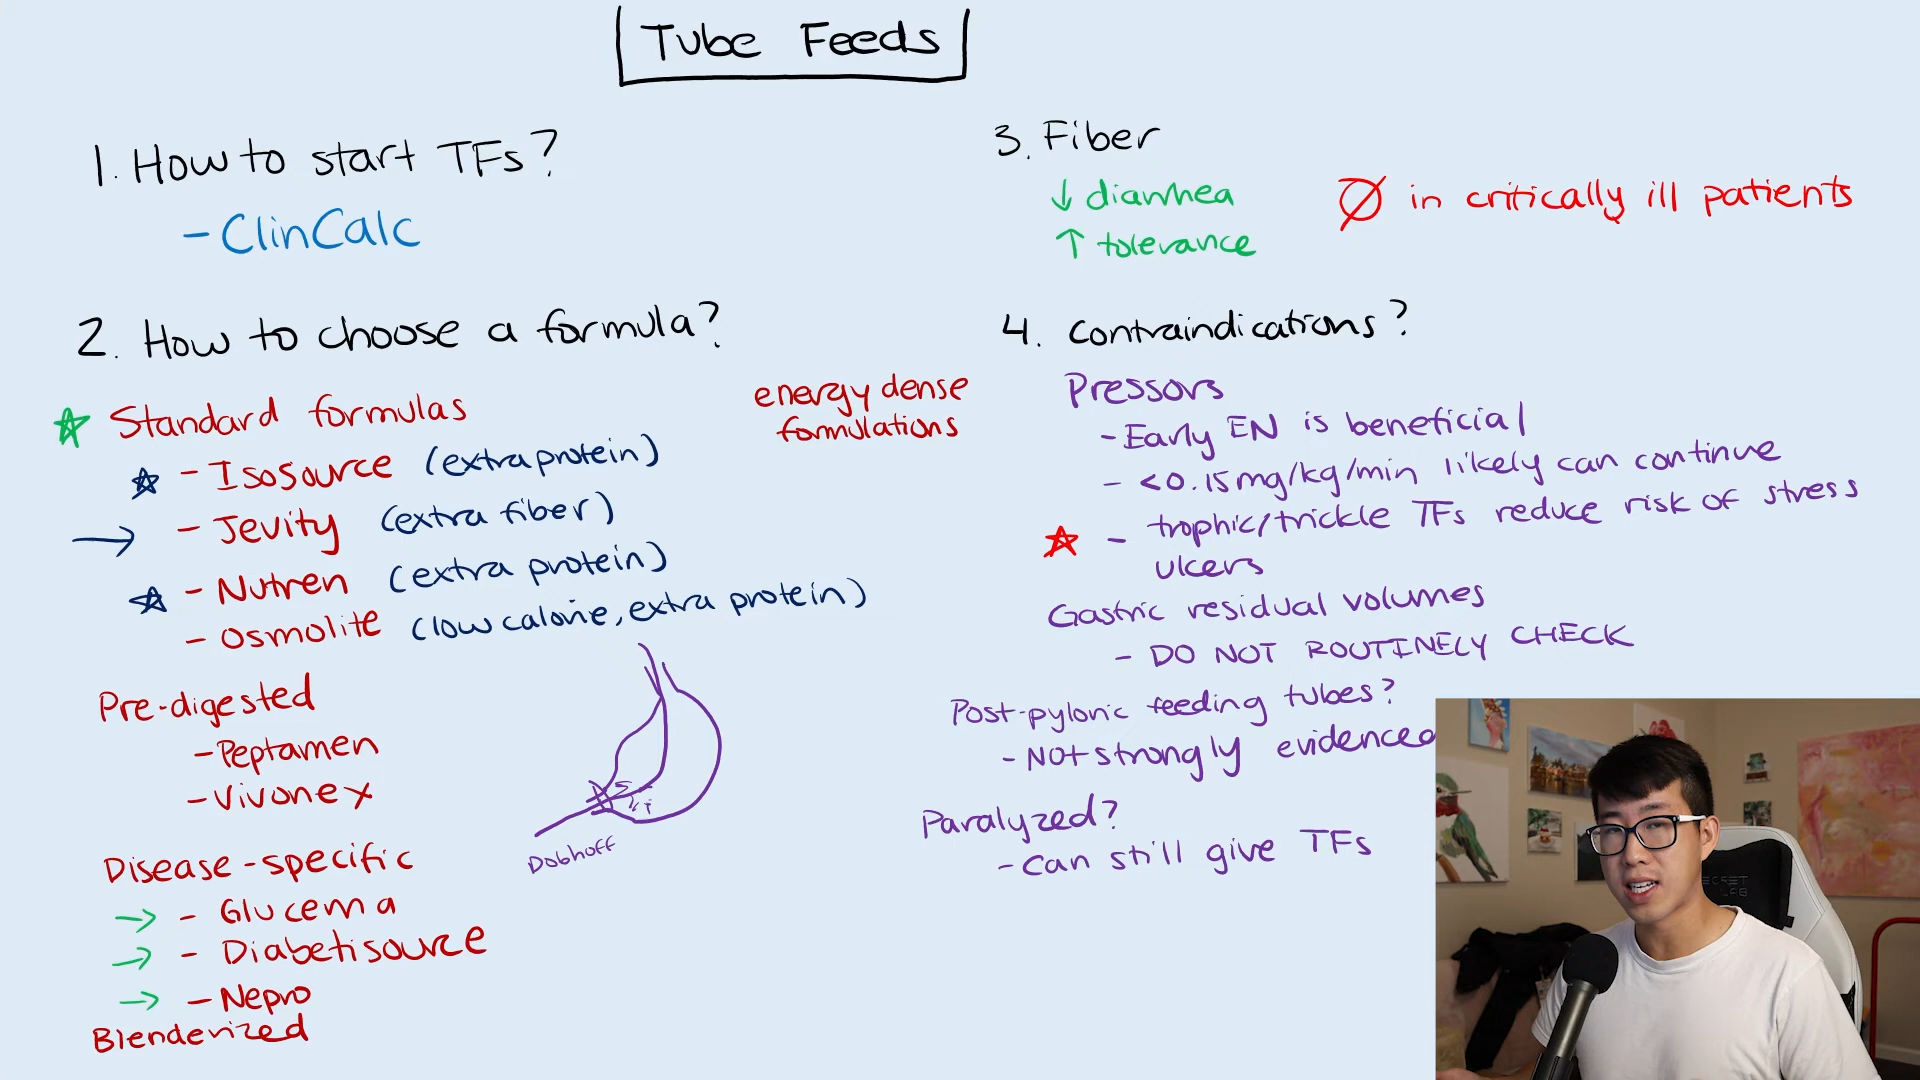 Tube Feeds
1. How to start TFs?
- ClinCalc
2. How to choose a formula?
Standard formulas
- Isosource (extra protein)
- Jevity (extra fiber)
- Nutren (extra protein)
- Osmolite (low calorie, extra protein)
energy dense
formulations
Pre-digested
- Peptamen
- Vivonex
Dobhoff
Disease-specific
- Glucerna
- Diabetisource
- Nepro
Blenderized
3. Fiber
↓ diarrhea
↑ tolerance
∅ in critically ill patients
4. Contraindications?
Pressors
- Early EN is beneficial
- <0.15mg/kg/min likely can continue
- trophic/trickle TFs reduce risk of stress
ulcers
Gastric residual volumes
- DO NOT ROUTINELY CHECK
Post-pyloric feeding tubes?
- Not strongly evidenced
Paralyzed?
- Can still give TFs